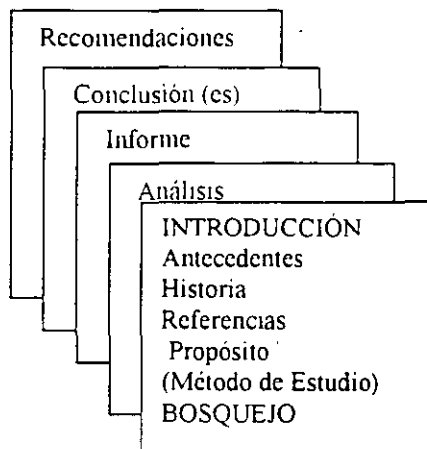 Recomendaciones
Conclusión (es)
Informe
Análisis
INTRODUCCIÓN
Antecedentes
Historia
Referencias
Propósito
(Método de Estudio)
BOSQUEJO